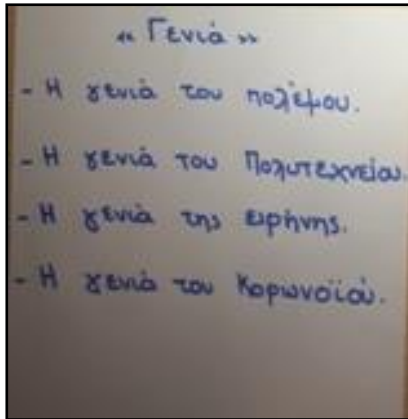 « Γενιά »
- Η γενιά του πολέμου.
- Η γενιά του Πολυτεχνείου.
- Η γενιά της ειρήνης.
- Η γενιά του Κορωνοϊού.